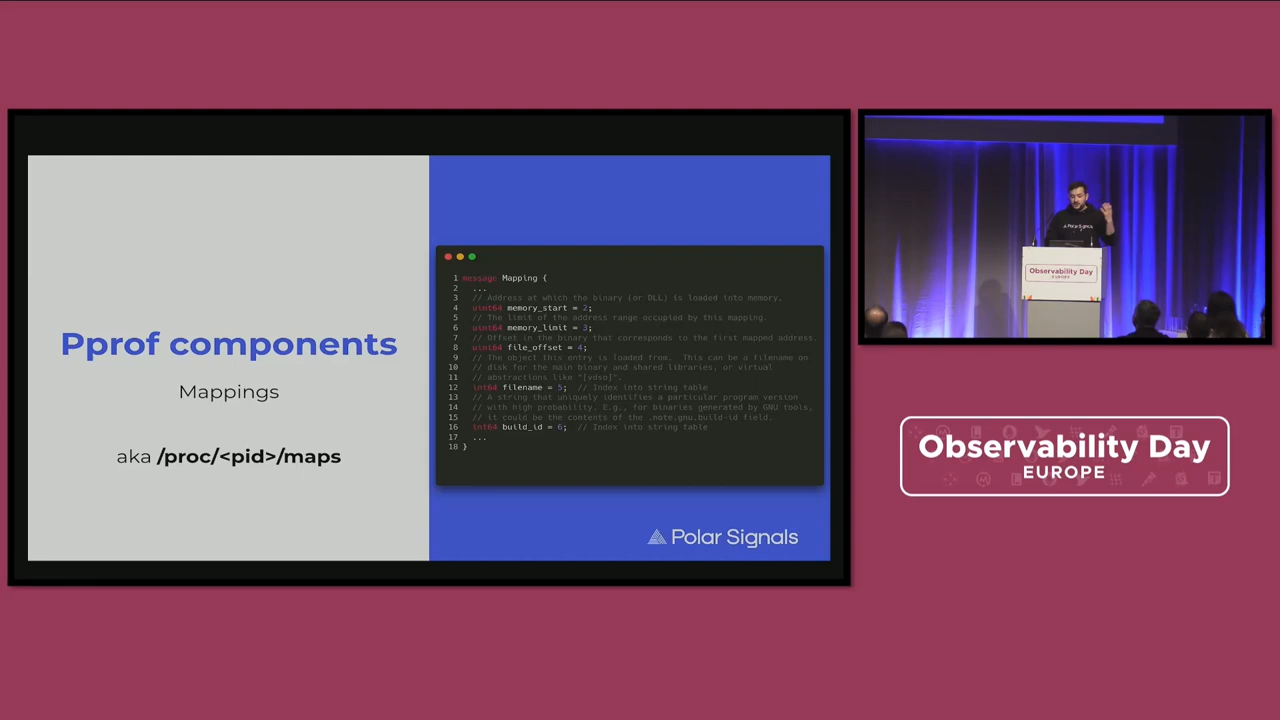 Pprof components
Mappings
aka /proc/<pid>/maps
1 message Mapping {
2 ...
3 // Address at which the binary (or DLL) is loaded into memory.
4 uint64 memory_start = 2;
5 // The limit of the address range occupied by this mapping.
6 uint64 memory_limit = 3;
7 // Offset in the binary that corresponds to the first mapped address.
8 uint64 file_offset = 4;
9 // The object this entry is loaded from.  This can be a filename on
10 // disk for the main binary and shared libraries, or virtual
11 // abstractions like "[vdso]".
12 int64 filename = 5;  // Index into string table
13 // A string that uniquely identifies a particular program version
14 // with high probability. E.g., for binaries generated by GNU tools,
15 // it could be the contents of the .note.gnu.build-id field.
16 int64 build_id = 6;  // Index into string table
17 ...
18 }
Polar Signals
Polar Signals
Observability Day
EUROPE
Observability Day
EUROPE